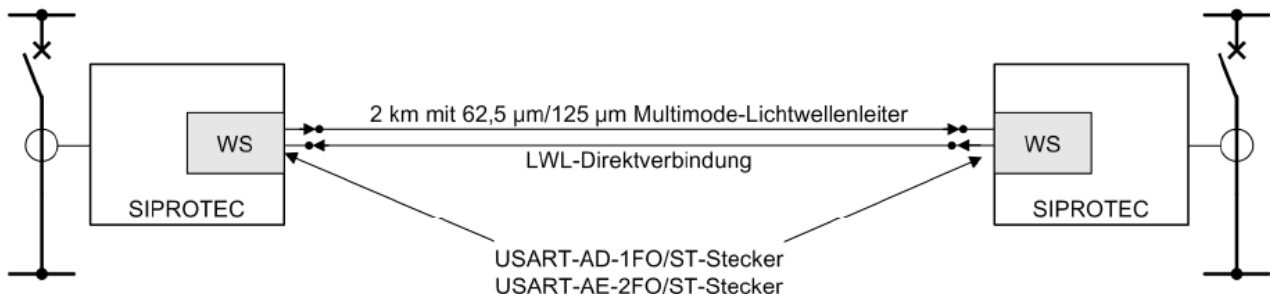 2 km mit 62,5 µm/125 µm Multimode-Lichtwellenleiter
WS
WS
LWL-Direktverbindung
SIPROTEC
SIPROTEC
USART-AD-1FO/ST-Stecker
USART-AE-2FO/ST-Stecker